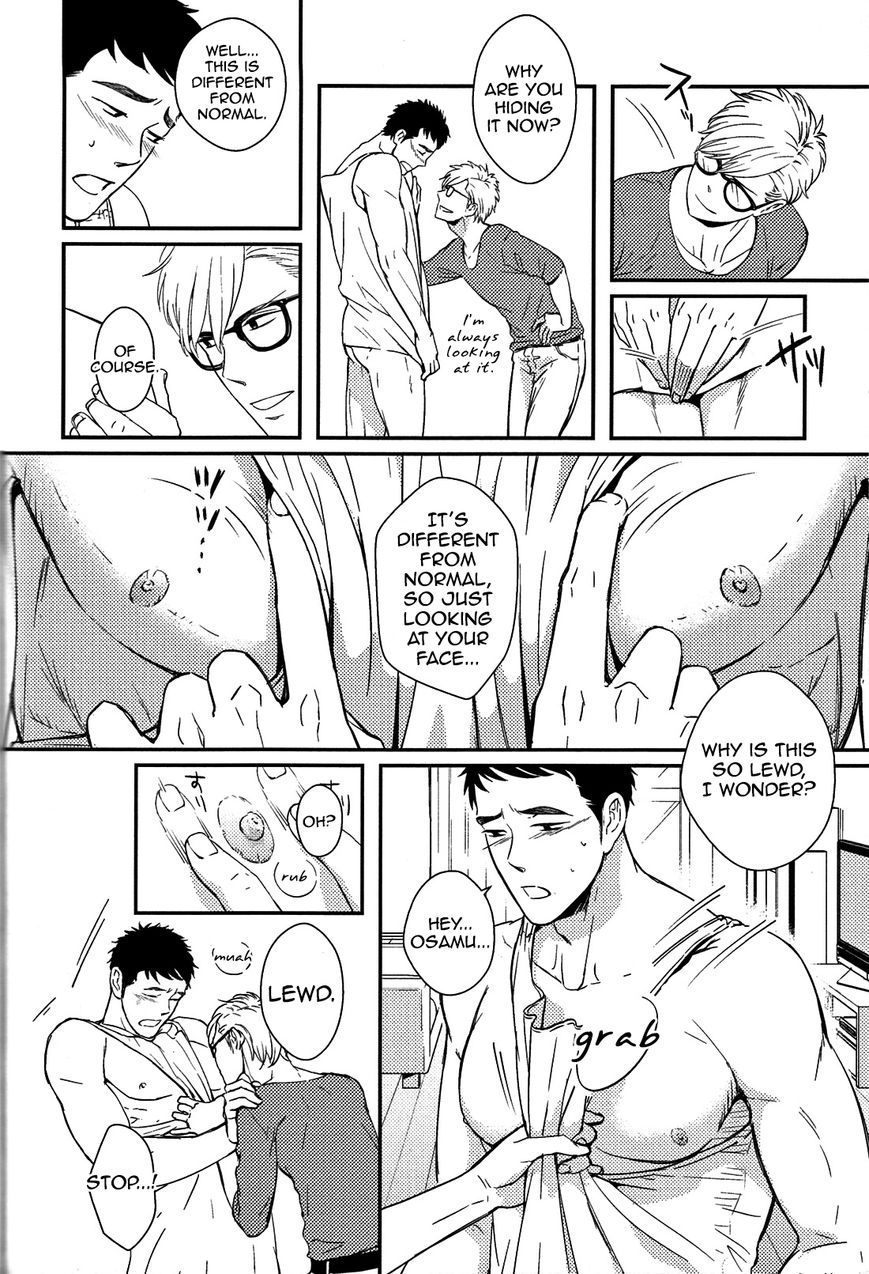 WHY
ARE YOU
HIDING
IT NOW?
I'm
always
looking
at it.
WELL...
THIS IS
DIFFERENT
FROM
NORMAL.
OF
COURSE.
IT'S
DIFFERENT
FROM
NORMAL,
SO JUST
LOOKING
AT YOUR
FACE...
WHY IS THIS
SO LEWD,
I WONDER?
HEY...
OSAMU...
grab
OH?
rub
'muah
LEWD.
STOP...!